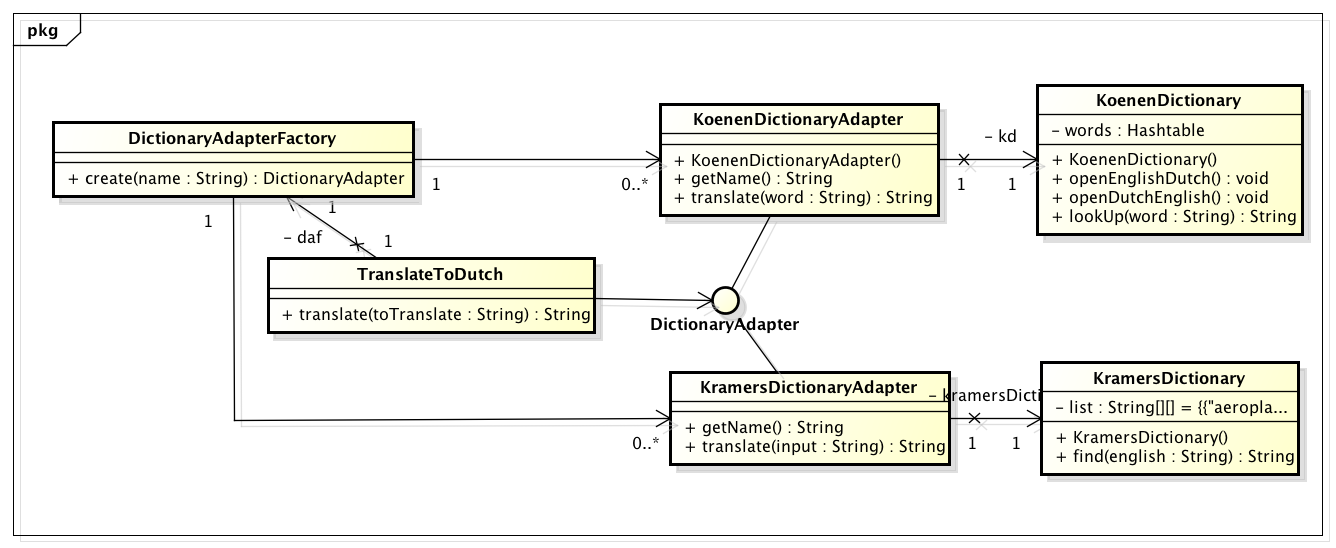 pkg
DictionaryAdapterFactory
+ create(name : String) : DictionaryAdapter
1
0..*
KoenenDictionaryAdapter
+ KoenenDictionaryAdapter()
+ getName() : String
+ translate(word : String) : String
– kd
1
1
KoenenDictionary
– words : Hashtable
+ KoenenDictionary()
+ openEnglishDutch() : void
+ openDutchEnglish() : void
+ lookUp(word : String) : String
1
1
– daf
1
TranslateToDutch
+ translate(toTranslate : String) : String
DictionaryAdapter
0..*
KramersDictionaryAdapter
+ getName() : String
+ translate(input : String) : String
– kramersDicti
1
1
KramersDictionary
– list : String[][] = {{"aeropla...
+ KramersDictionary()
+ find(english : String) : String